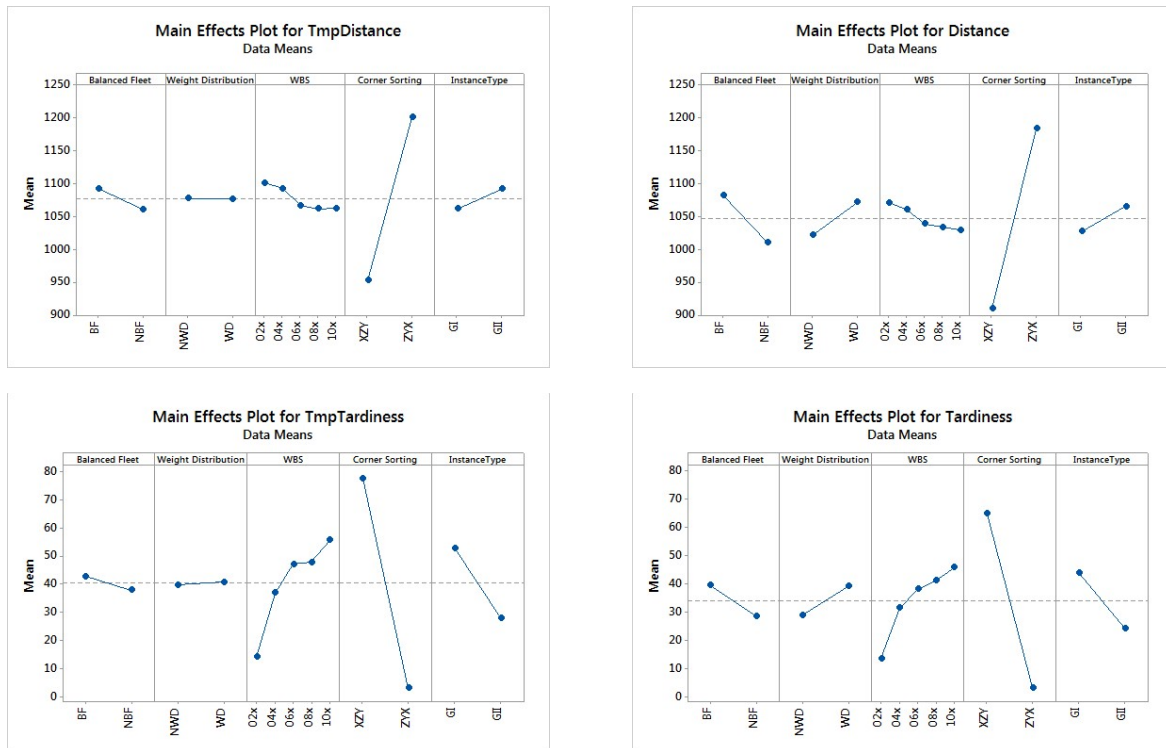 Main Effects Plot for TmpDistance
Data Means
Balanced Fleet Weight Distribution WBS Corner Sorting InstanceType
1250
1200
1150
1100
1050
1000
950
900
Mean
BF NBF NWD WD 02x 04x 06x 08x 10x XZY ZYX GI GII
Main Effects Plot for Distance
Data Means
Balanced Fleet Weight Distribution WBS Corner Sorting InstanceType
1250
1200
1150
1100
1050
1000
950
900
Mean
BF NBF NWD WD 02x 04x 06x 08x 10x XZY ZYX GI GII
Main Effects Plot for TmpTardiness
Data Means
Balanced Fleet Weight Distribution WBS Corner Sorting InstanceType
80
70
60
50
40
30
20
10
0
Mean
BF NBF NWD WD 02x 04x 06x 08x 10x XZY ZYX GI GII
Main Effects Plot for Tardiness
Data Means
Balanced Fleet Weight Distribution WBS Corner Sorting InstanceType
80
70
60
50
40
30
20
10
0
Mean
BF NBF NWD WD 02x 04x 06x 08x 10x XZY ZYX GI GII